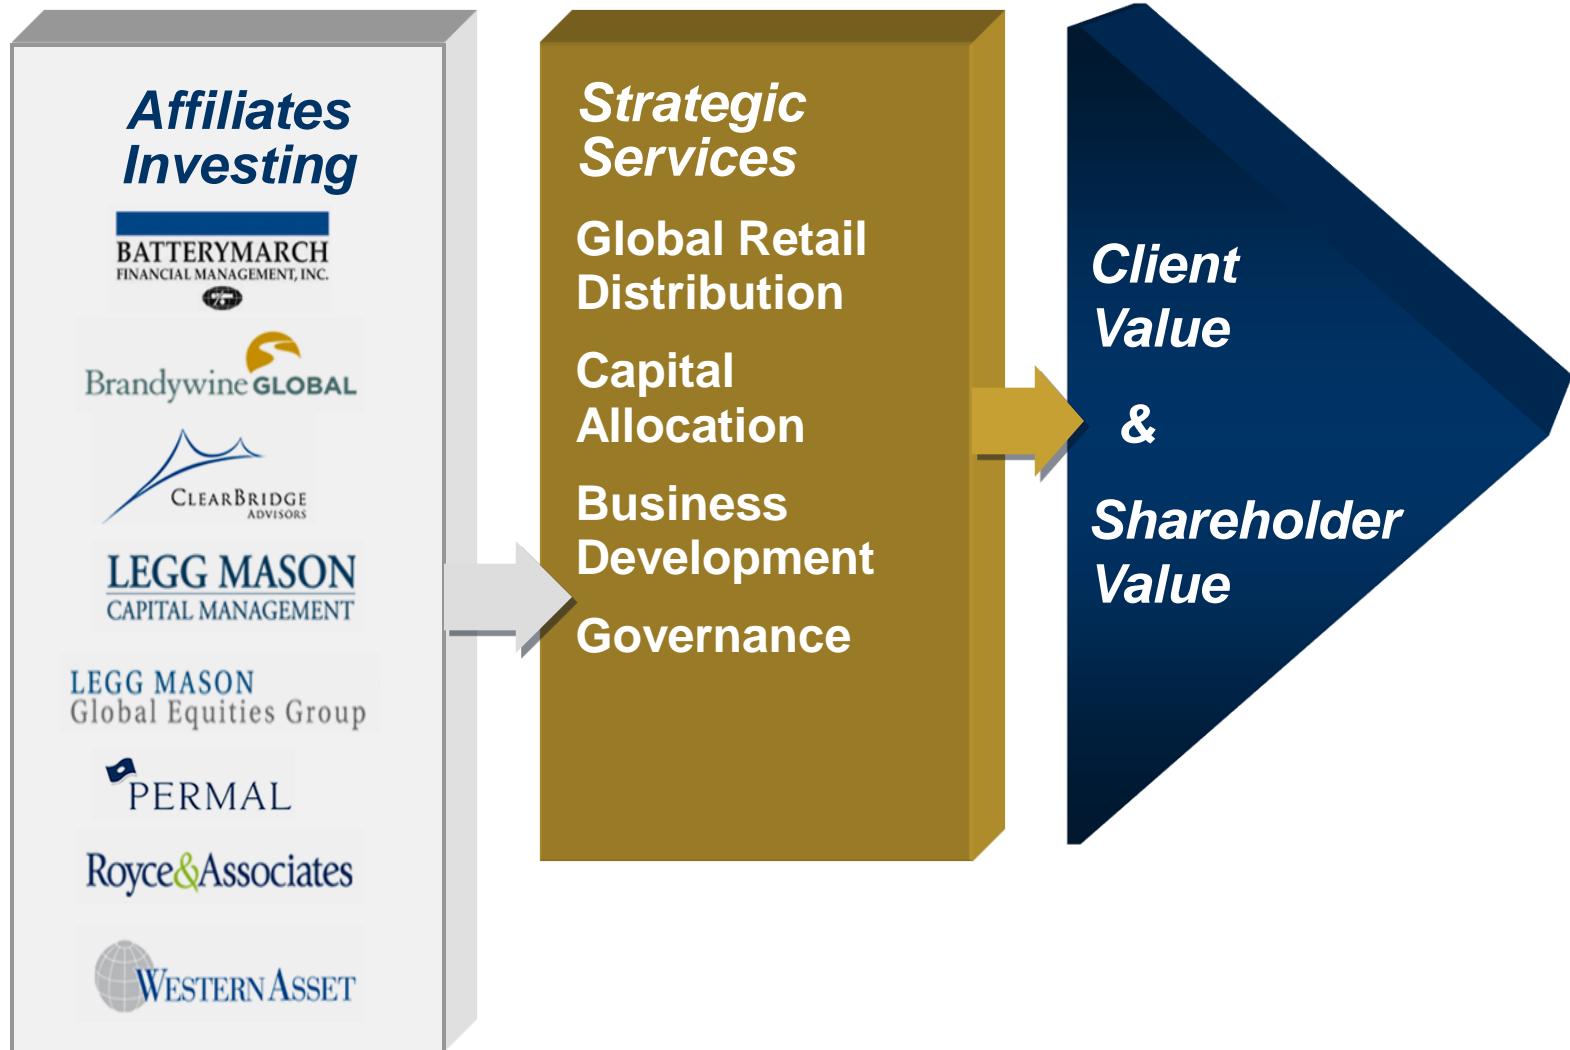 Affiliates
Investing
BATTERYMARCH
FINANCIAL MANAGEMENT, INC.
Brandywine GLOBAL
CLEARBRIDGE
ADVISORS
LEGG MASON
CAPITAL MANAGEMENT
LEGG MASON
Global Equities Group
PERMAL
Royce&Associates
WESTERN ASSET
Strategic
Services
Global Retail
Distribution
Capital
Allocation
Business
Development
Governance
Client
Value
&
Shareholder
Value